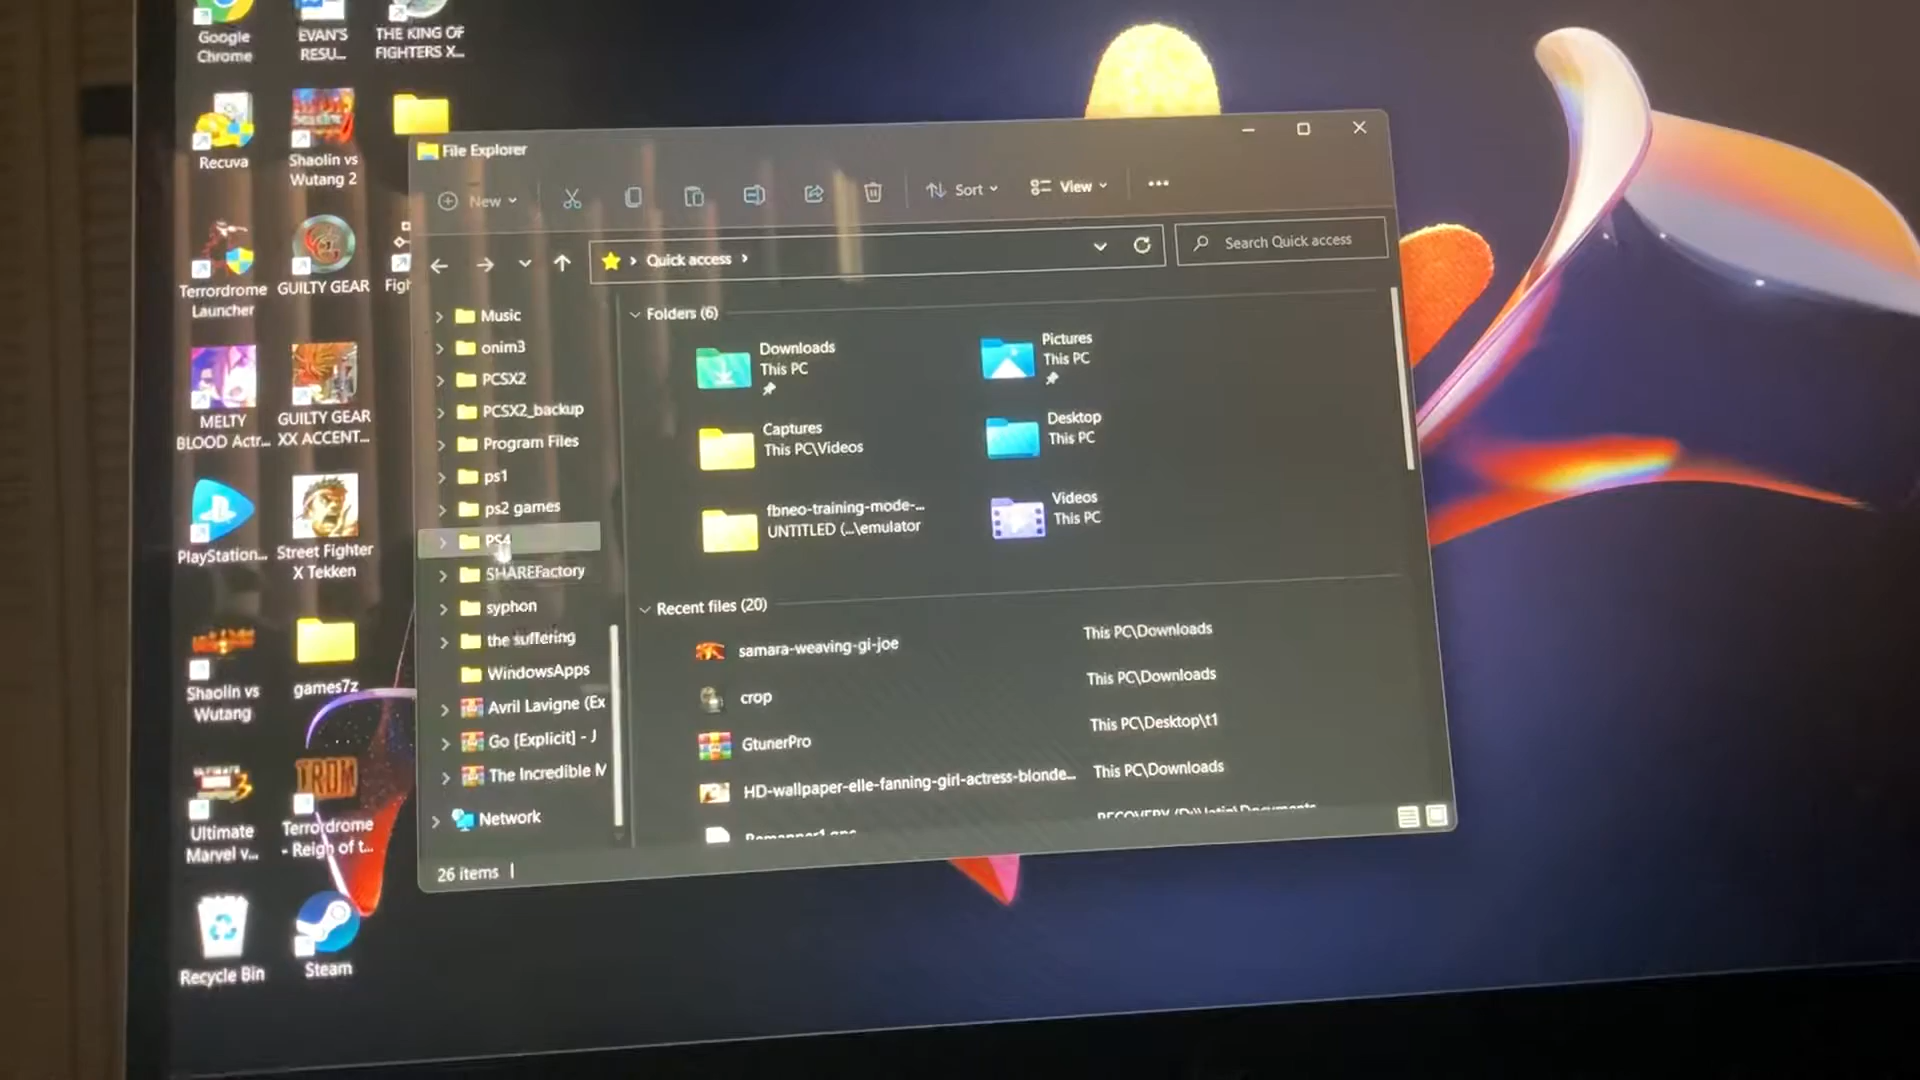 Google
Chrome
EVAN'S
RESU...
THE KING OF
FIGHTERS X...
Recuva
Shaolin vs
Wutang 2
Terrordrome
Launcher
GUILTY GEAR
MELTY
BLOOD Actr...
GUILTY GEAR
XX ACCENT...
PlayStation...
Street Fighter
X Tekken
Shaolin vs
Wutang
games7z
Ultimate
Marvel v...
Terrordrome
- Reign of t...
Recycle Bin
Steam
File Explorer
New
Sort
View
Quick access
Search Quick access
Music
onim3
PCSX2
PCSX2_backup
Program Files
ps1
ps2 games
PS4
SHAREFactory
syphon
the suffering
WindowsApps
Avril Lavigne (Ex
Go [Explicit] - J
The Incredible M
Network
Folders (6)
Downloads
This PC
Pictures
This PC
Captures
This PC\Videos
Desktop
This PC
fbneo-training-mode-...
UNTITLED (...\emulator
Videos
This PC
Recent files (20)
samara-weaving-gi-joe
This PC\Downloads
crop
This PC\Downloads
GtunerPro
This PC\Desktop\t1
HD-wallpaper-elle-fanning-girl-actress-blonde...
This PC\Downloads
26 items